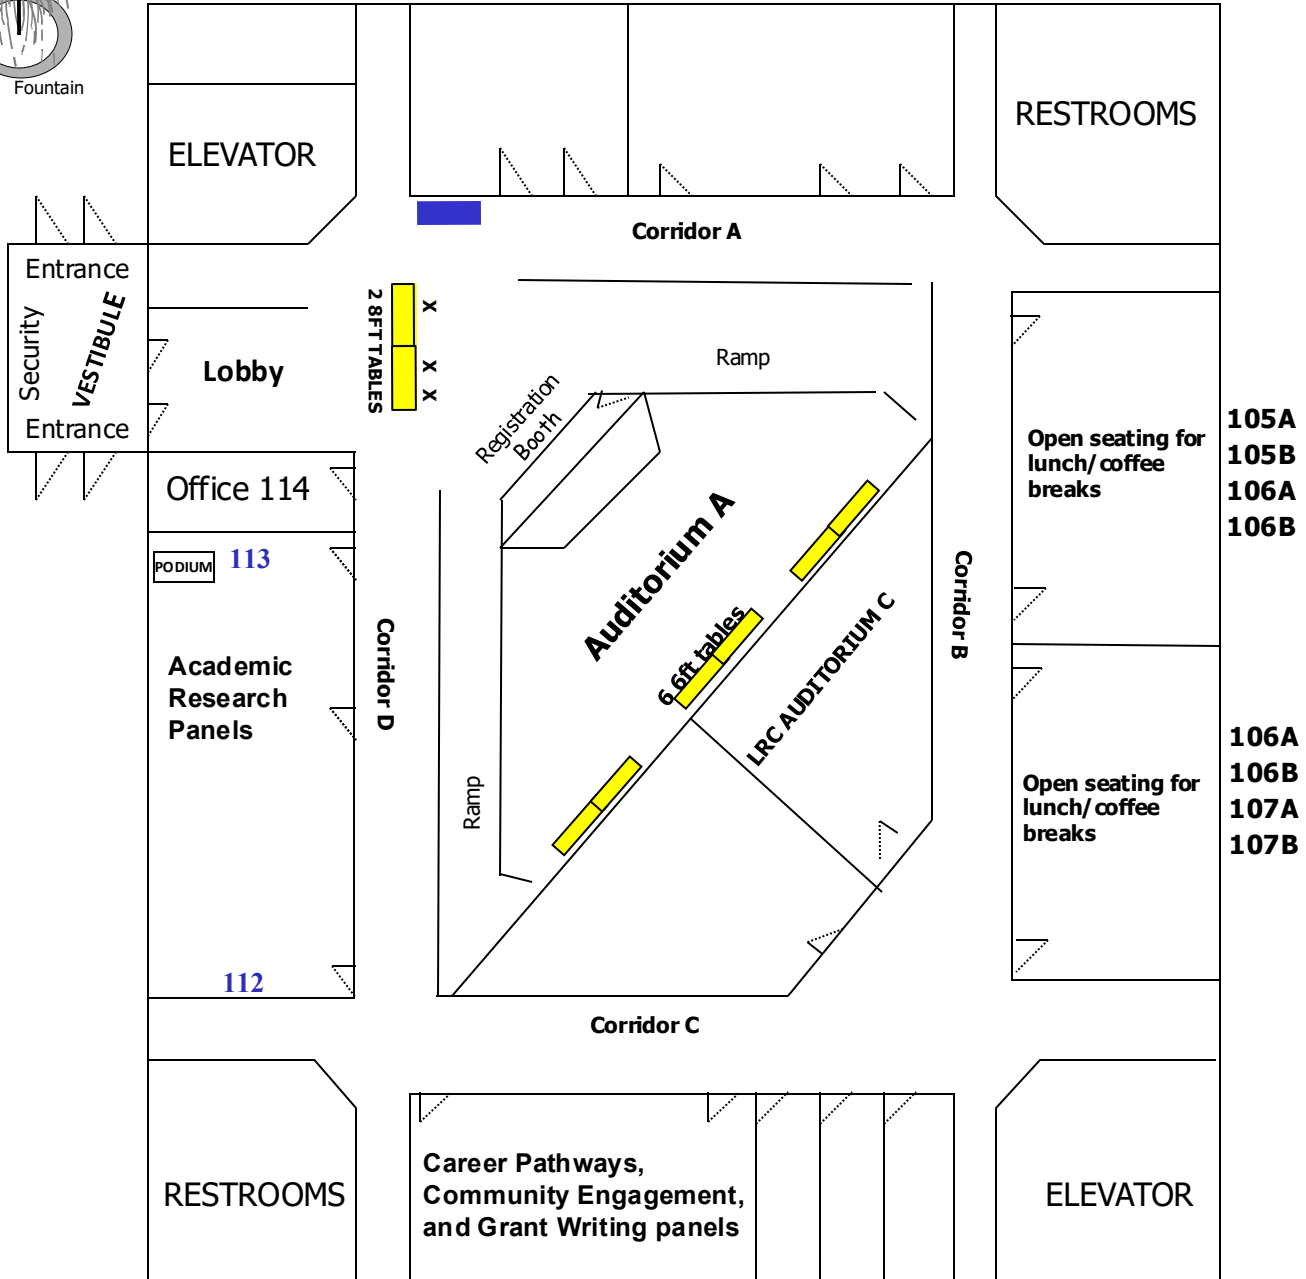 Fountain
ELEVATOR
RESTROOMS
Corridor A
Entrance
Security
VESTIBULE
Entrance
Lobby
2 8FT TABLES
X
X
X
Ramp
Registration
Booth
Office 114
PODIUM
113
Academic
Research
Panels
112
Corridor D
Ramp
Auditorium A
6 6ft tables
LRC AUDITORIUM C
Corridor B
Open seating for
lunch/coffee
breaks
105A
105B
106A
106B
Open seating for
lunch/coffee
breaks
106A
106B
107A
107B
Corridor C
RESTROOMS
Career Pathways,
Community Engagement,
and Grant Writing panels
ELEVATOR